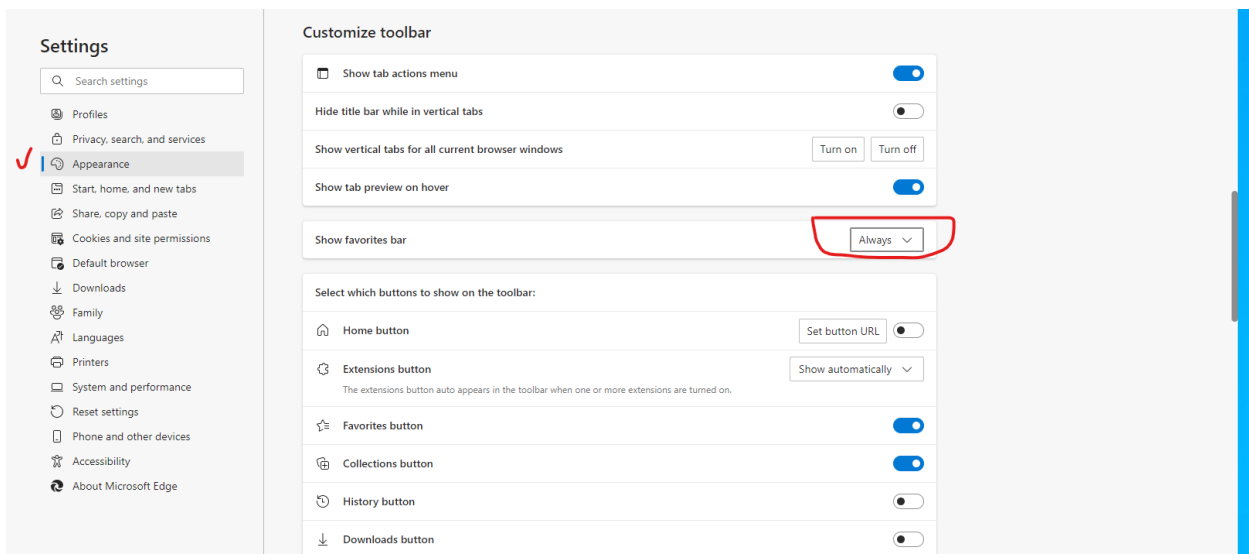 Settings
Search settings
Profiles
Privacy, search, and services
Appearance
Start, home, and new tabs
Share, copy and paste
Cookies and site permissions
Default browser
Downloads
Family
Languages
Printers
System and performance
Reset settings
Phone and other devices
Accessibility
About Microsoft Edge
Customize toolbar
Show tab actions menu
Hide title bar while in vertical tabs
Show vertical tabs for all current browser windows Turn on Turn off
Show tab preview on hover
Show favorites bar Always
Select which buttons to show on the toolbar:
Home button Set button URL
Extensions button Show automatically
The extensions button auto appears in the toolbar when one or more extensions are turned on.
Favorites button
Collections button
History button
Downloads button